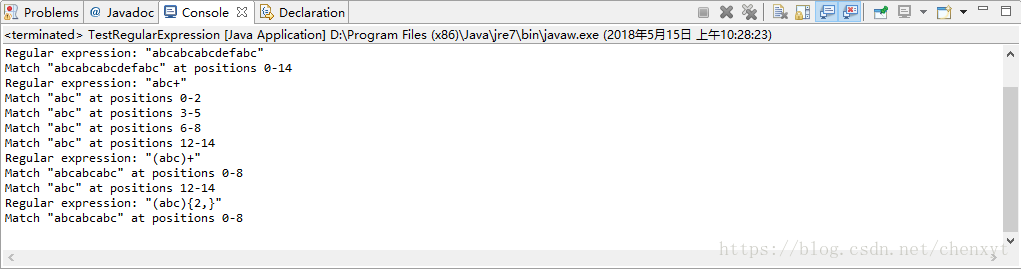 Problems @ Javadoc Console Declaration
<terminated> TestRegularExpression [Java Application] D:\Program Files (x86)\Java\jre7\bin\javaw.exe (2018年5月15日 上午10:28:23)
Regular expression: "abcabcabcdefabc"
Match "abcabcabcdefabc" at positions 0-14
Regular expression: "abc+"
Match "abc" at positions 0-2
Match "abc" at positions 3-5
Match "abc" at positions 6-8
Match "abc" at positions 12-14
Regular expression: "(abc)+"
Match "abcabcabc" at positions 0-8
Match "abc" at positions 12-14
Regular expression: "(abc){2,}"
Match "abcabcabc" at positions 0-8
https://blog.csdn.net/chenxyt